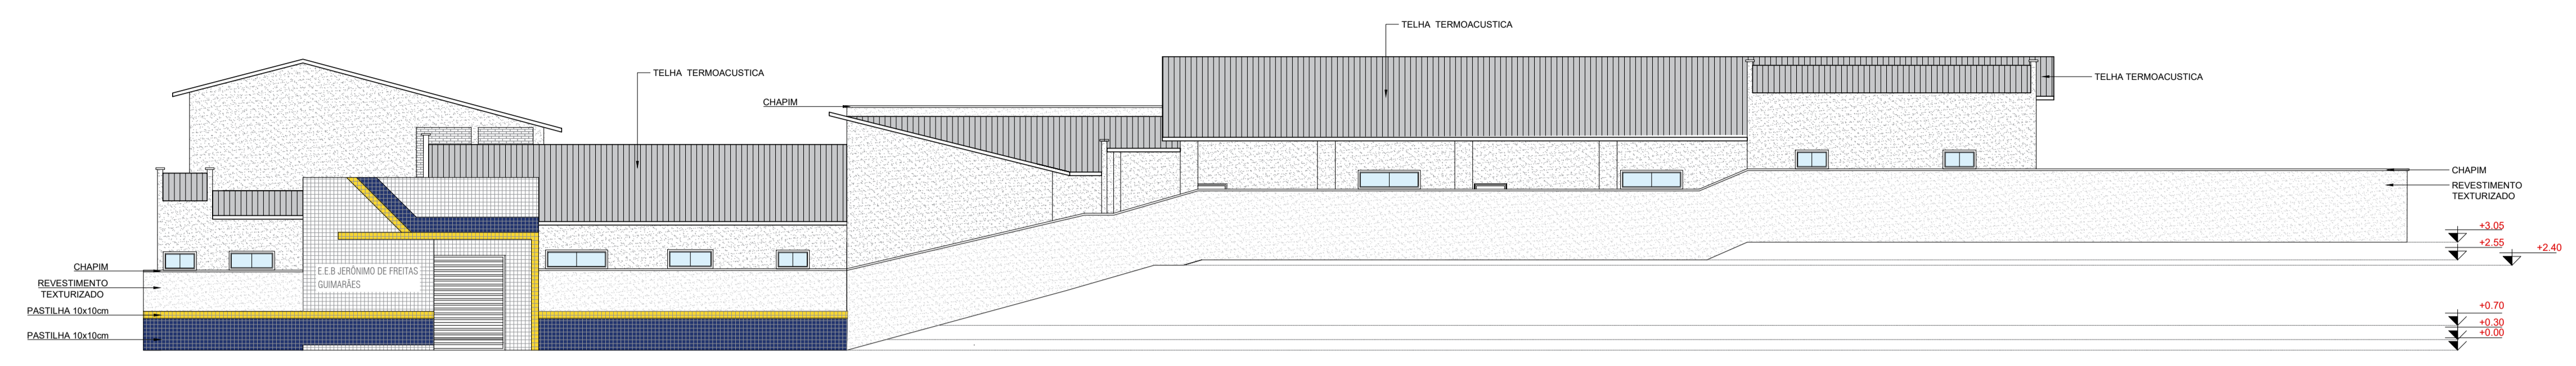 TELHA TERMOACUSTICA
TELHA TERMOACUSTICA
TELHA TERMOACUSTICA
CHAPIM
CHAPIM
REVESTIMENTO
TEXTURIZADO
+3.05
+2.55
+2.40
E.E.B JERÔNIMO DE FREITAS
GUIMARÃES
CHAPIM
REVESTIMENTO
TEXTURIZADO
PASTILHA 10x10cm
PASTILHA 10x10cm
+0.70
+0.30
+0.00